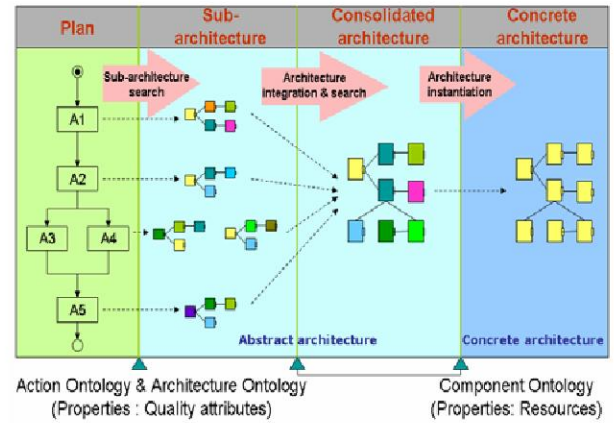 Plan
Sub-
architecture
Consolidated
architecture
Concrete
architecture
Sub-architecture
search
Architecture
integration & search
Architecture
instantiation
A1
A2
A3
A4
A5
Abstract architecture
Concrete architecture
Action Ontology & Architecture Ontology
(Properties : Quality attributes)
Component Ontology
(Properties: Resources)